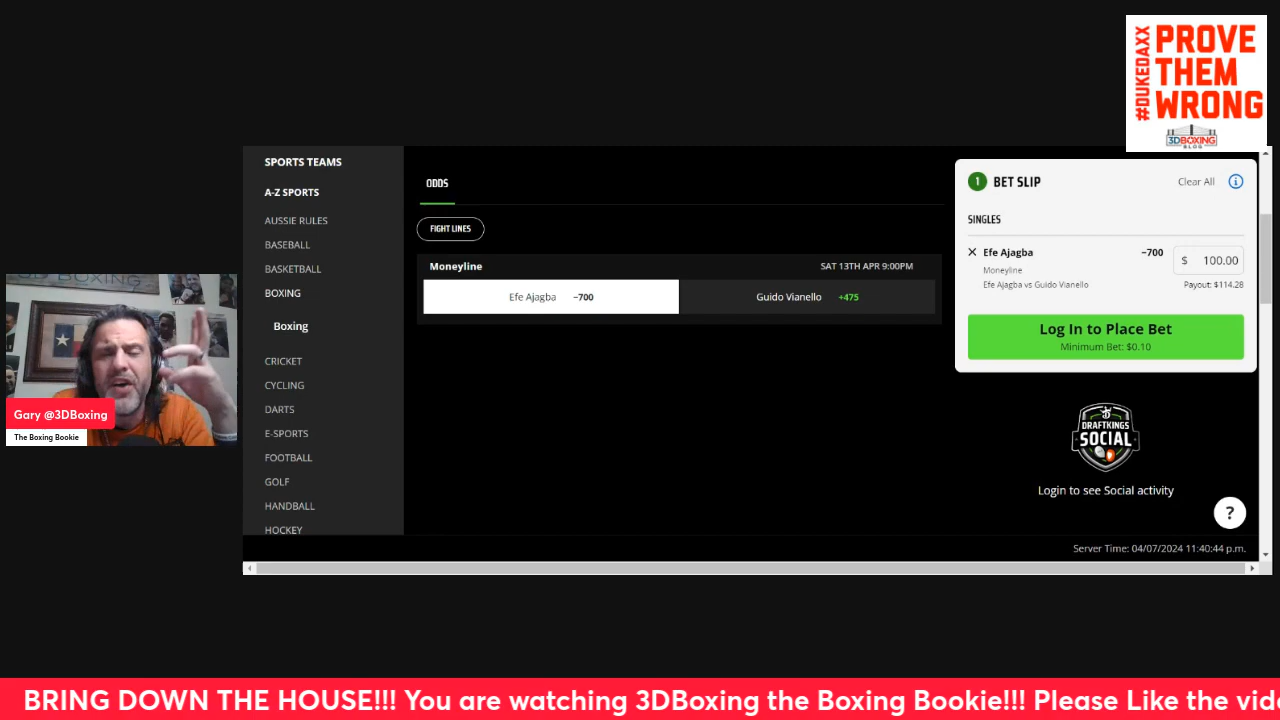 #DUKEDAXX
PROVE
THEM
WRONG
3DBOXING
BLOG
SPORTS TEAMS
A-Z SPORTS
AUSSIE RULES
BASEBALL
BASKETBALL
BOXING
Boxing
CRICKET
CYCLING
DARTS
E-SPORTS
FOOTBALL
GOLF
HANDBALL
HOCKEY
ODDS
FIGHT LINES
Moneyline SAT 13TH APR 9:00PM
Efe Ajagba −700 Guido Vianello +475
1 BET SLIP Clear All i
SINGLES
Efe Ajagba −700 $ 100.00
Moneyline
Efe Ajagba vs Guido Vianello Payout: $114.28
Log In to Place Bet
Minimum Bet: $0.10
DRAFTKINGS
SOCIAL
Login to see Social activity
?
Server Time: 04/07/2024 11:40:44 p.m.
3D BOXING
Gary @3DBoxing
The Boxing Bookie
BRING DOWN THE HOUSE!!! You are watching 3DBoxing the Boxing Bookie!!! Please Like the vide